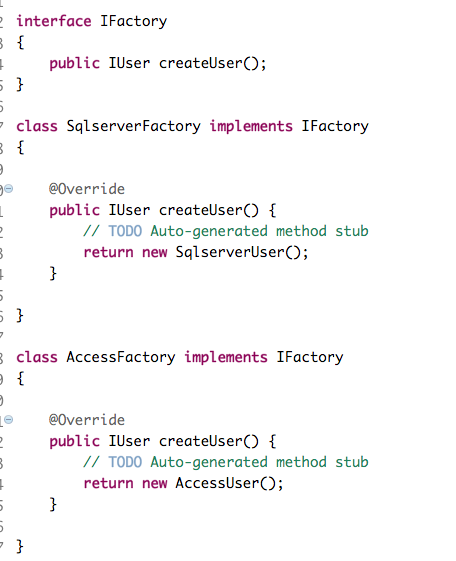 interface IFactory
{
    public IUser createUser();
}
class SqlserverFactory implements IFactory
{
    @Override
    public IUser createUser() {
        // TODO Auto-generated method stub
        return new SqlserverUser();
    }
}
class AccessFactory implements IFactory
{
    @Override
    public IUser createUser() {
        // TODO Auto-generated method stub
        return new AccessUser();
    }
}